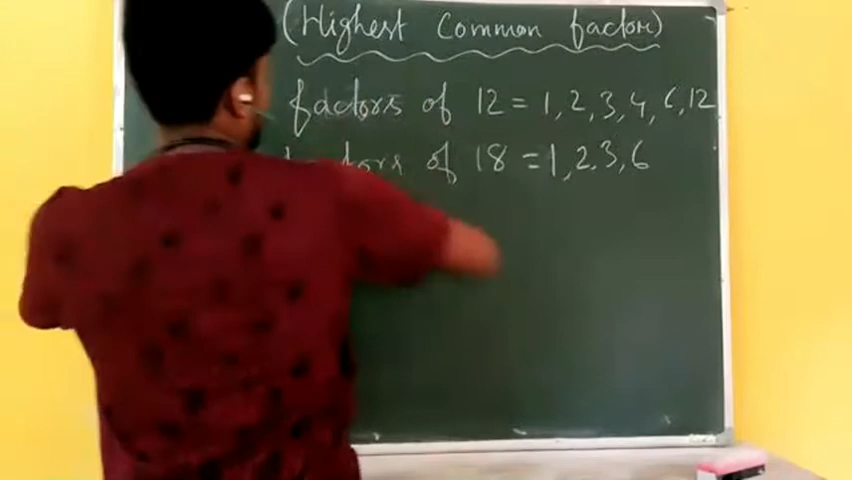 (Highest Common factor)
factors of 12 = 1, 2, 3, 4, 6, 12
of 18 = 1, 2, 3, 6